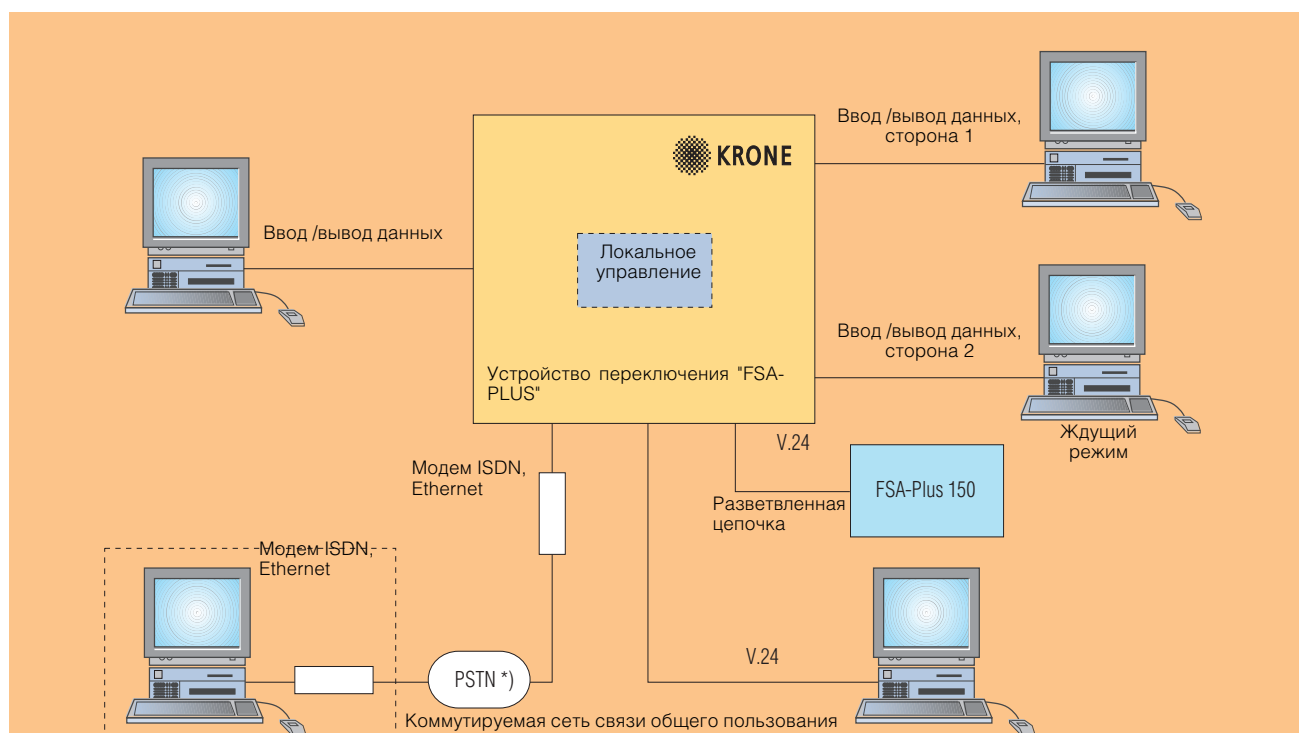 Ввод /вывод данных,
сторона 1
KRONE
Ввод /вывод данных
Локальное
управление
Ввод /вывод данных,
сторона 2
Устройство переключения "FSA-
PLUS"
Ждущий
режим
V.24
Модем ISDN,
Ethernet
FSA-Plus 150
Разветвленная
цепочка
Модем ISDN,
Ethernet
V.24
PSTN *)
Коммутируемая сеть связи общего пользования